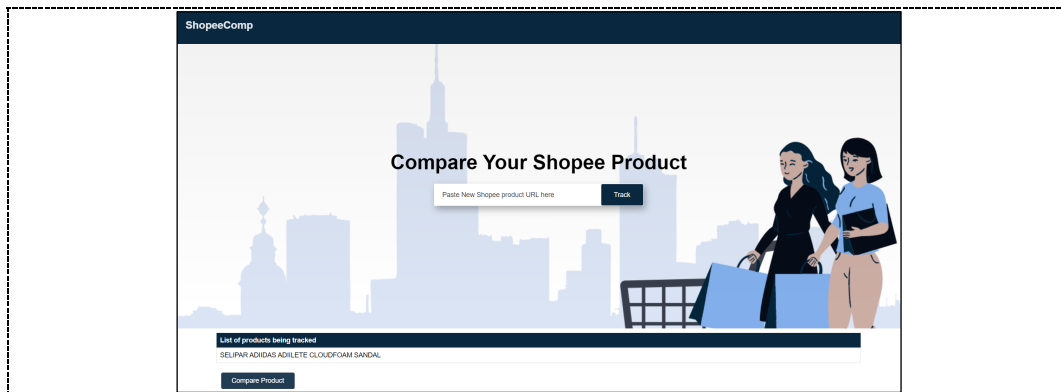 ShopeeComp
Compare Your Shopee Product
Paste New Shopee product URL here
Track
List of products being tracked
SELIPAR ADIIDAS ADIILETE CLOUDFOAM SANDAL
Compare Product